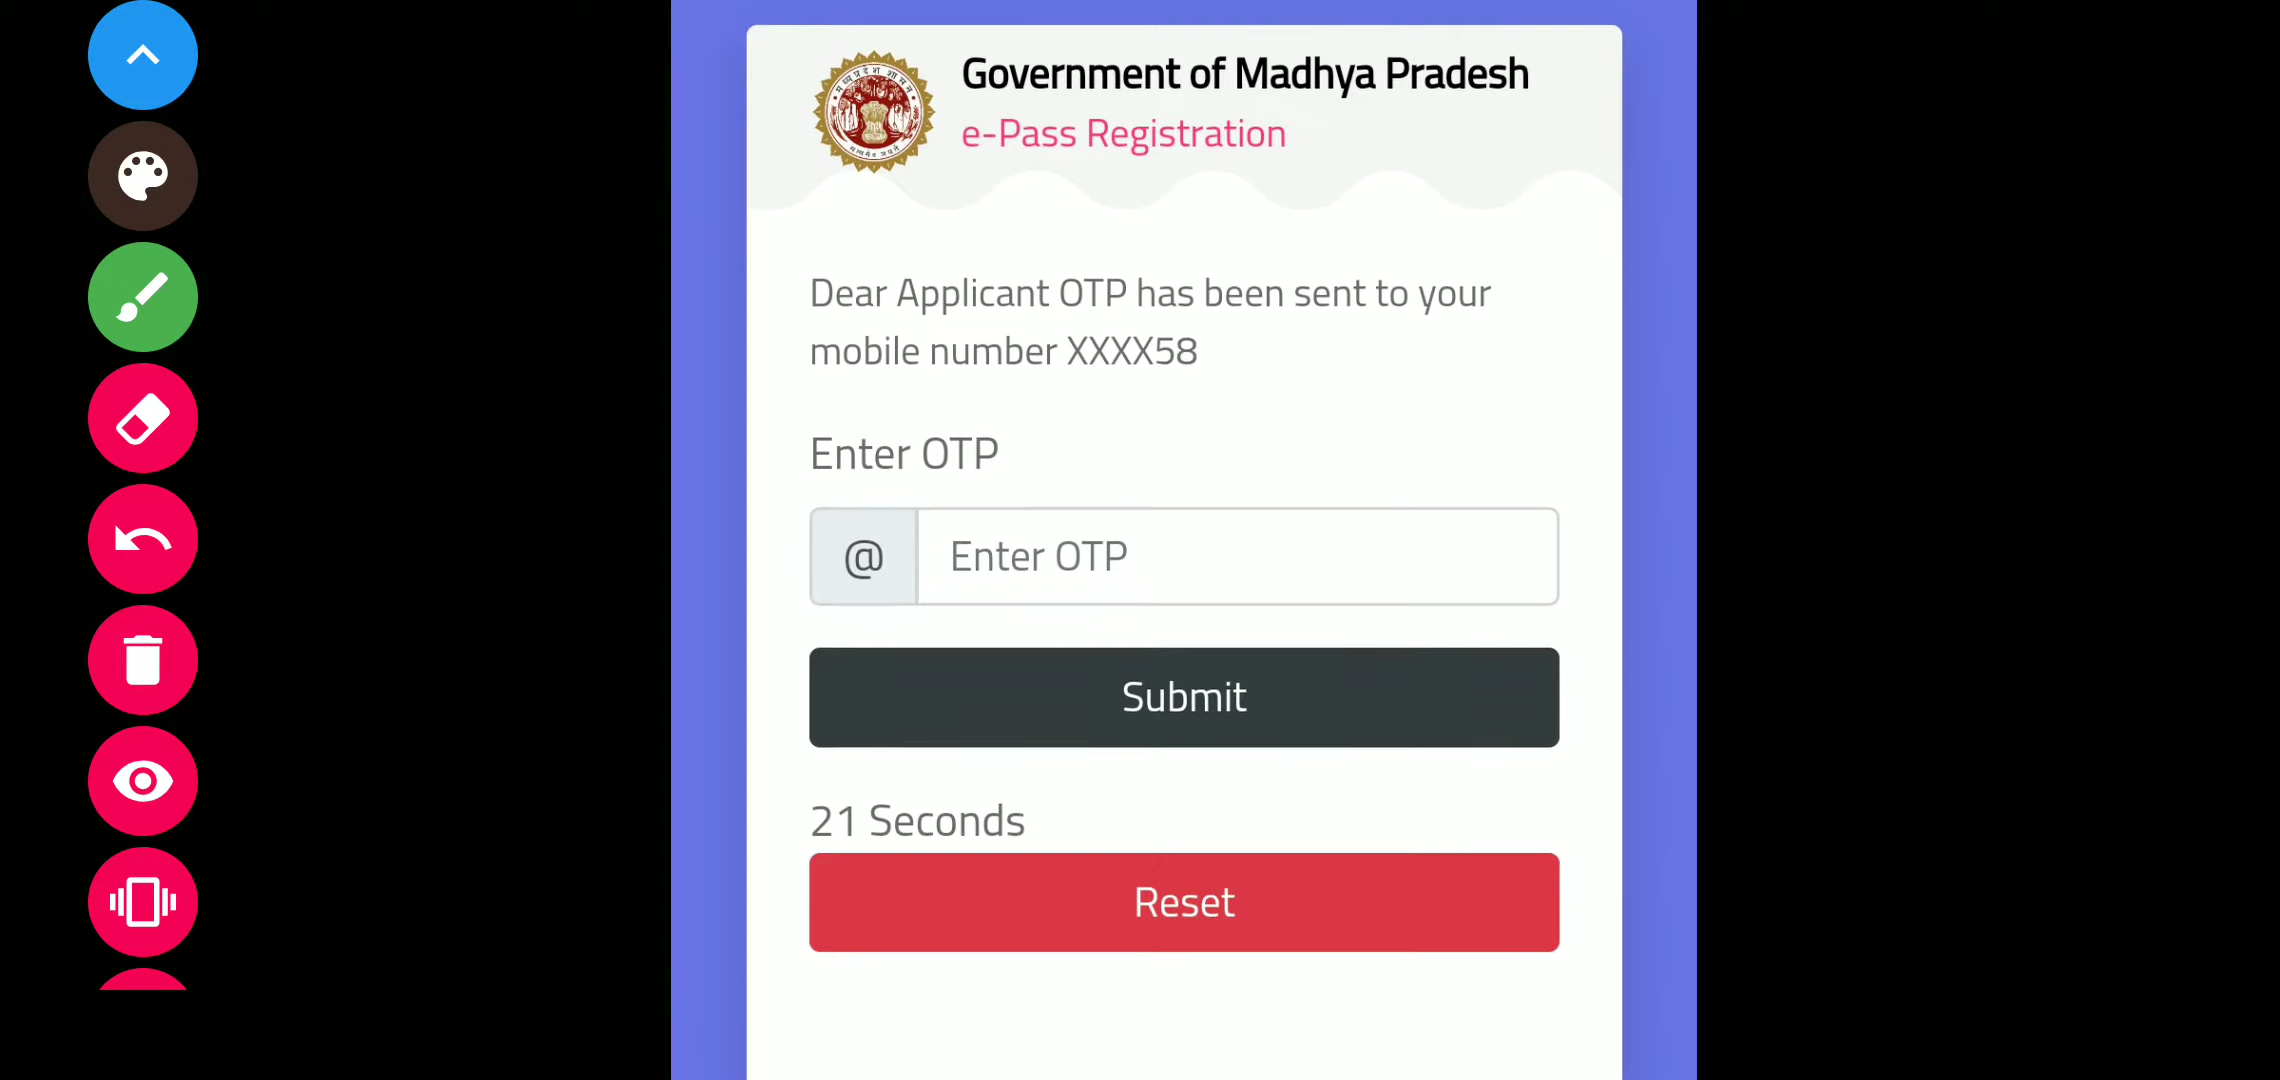 Government of Madhya Pradesh
e-Pass Registration
Dear Applicant OTP has been sent to your
mobile number XXXX58
Enter OTP
@ Enter OTP
Submit
21 Seconds
Reset